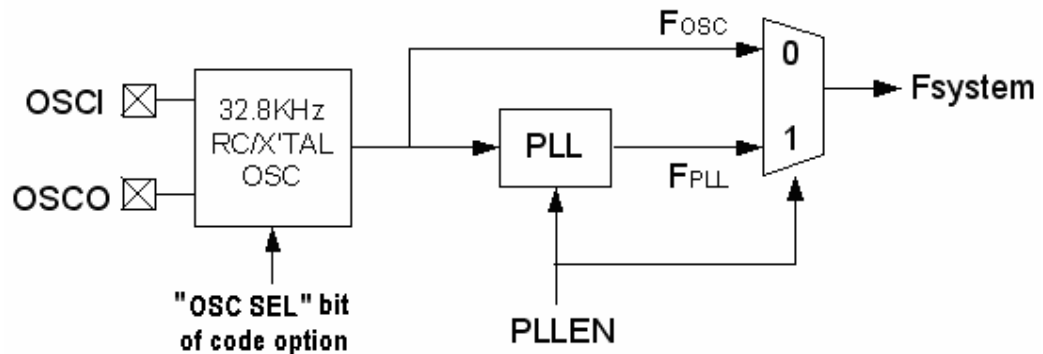 FOSC
0
OSCI
32.8KHz
RC/X'TAL
OSC
Fsystem
PLL
1
FPLL
OSCO
"OSC SEL" bit
of code option
PLLEN